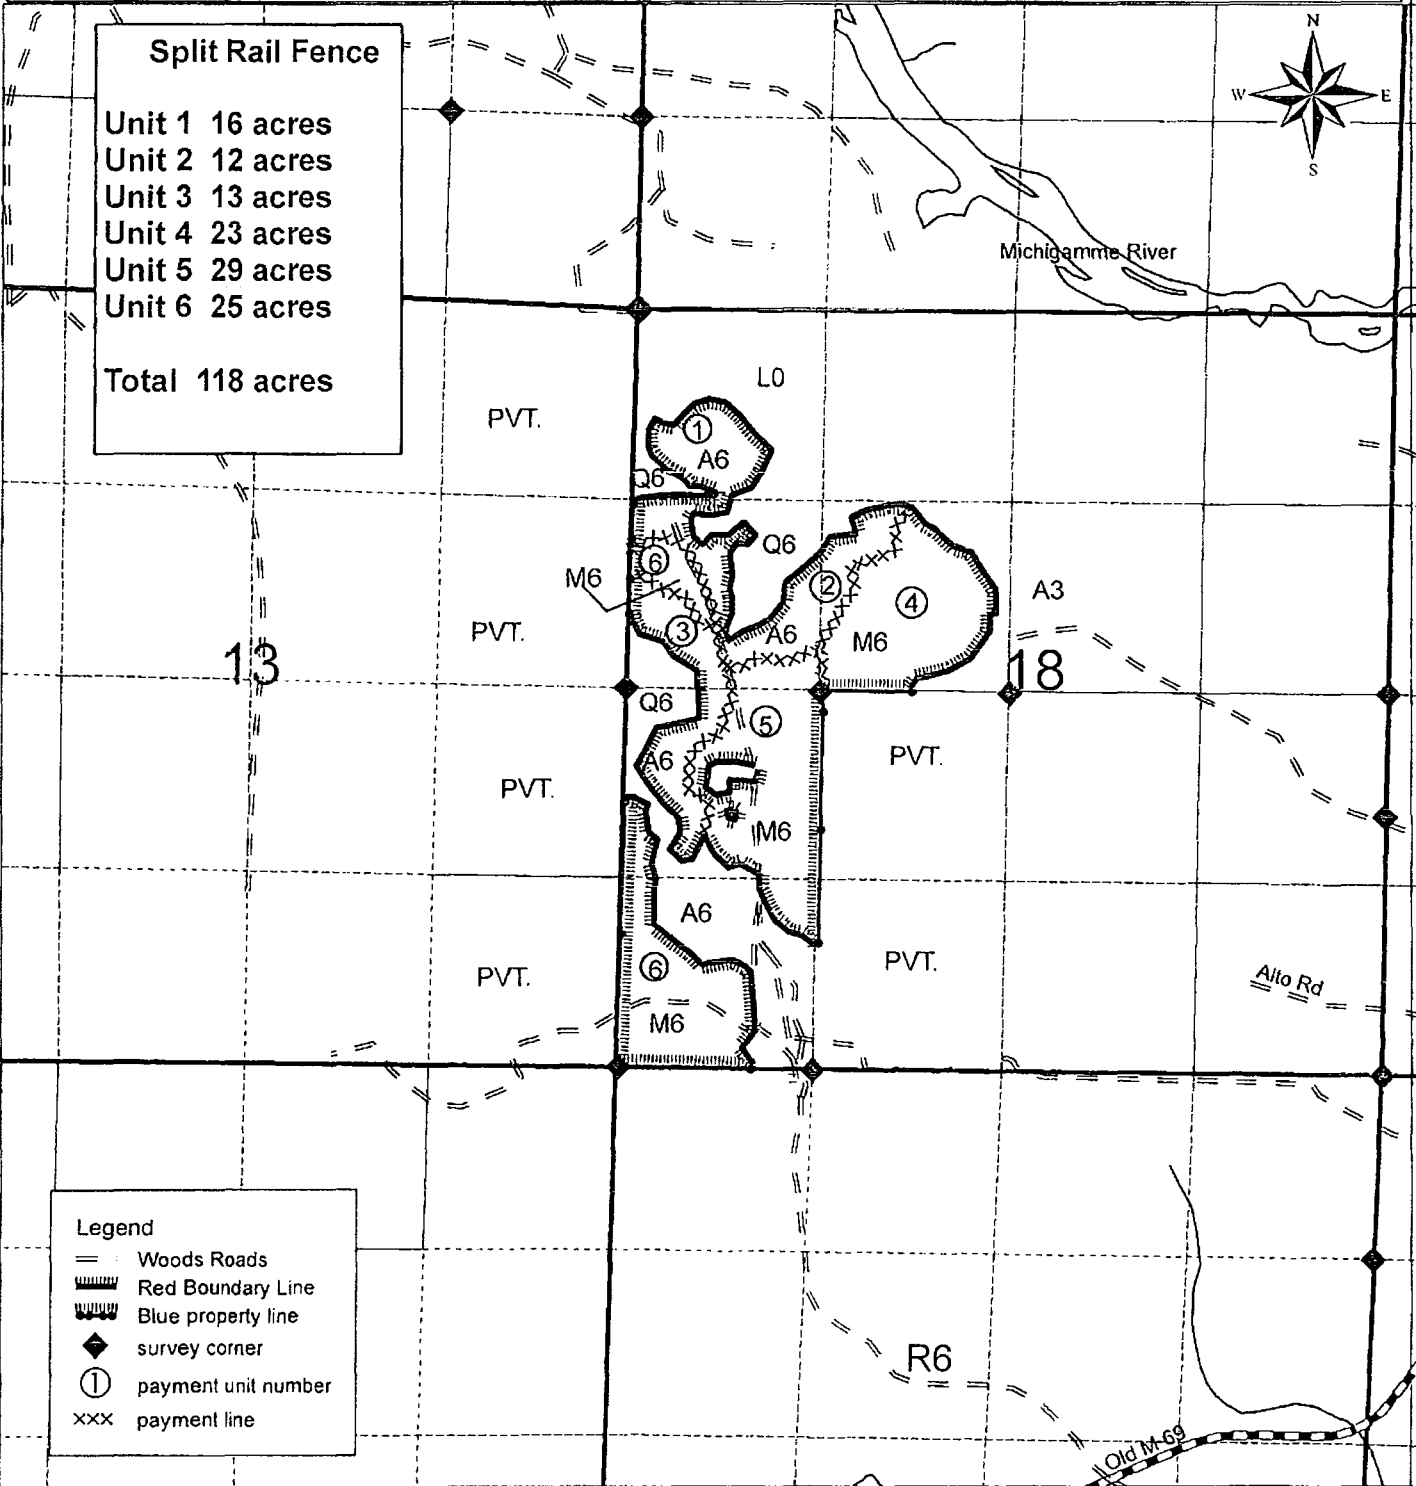 Split Rail Fence
Unit 1 16 acres
Unit 2 12 acres
Unit 3 13 acres
Unit 4 23 acres
Unit 5 29 acres
Unit 6 25 acres
Total 118 acres
N
W E
S
Michigamme River
L0
PVT.
1
A6
Q6
Q6
6
M6
2
4
A3
3
A6
M6
PVT.
13
18
Q6
5
A6
PVT.
PVT.
M6
A6
PVT.
6
PVT.
Alto Rd
M6
R6
Old M-69
Legend
Woods Roads
Red Boundary Line
Blue property line
survey corner
1 payment unit number
xxx payment line